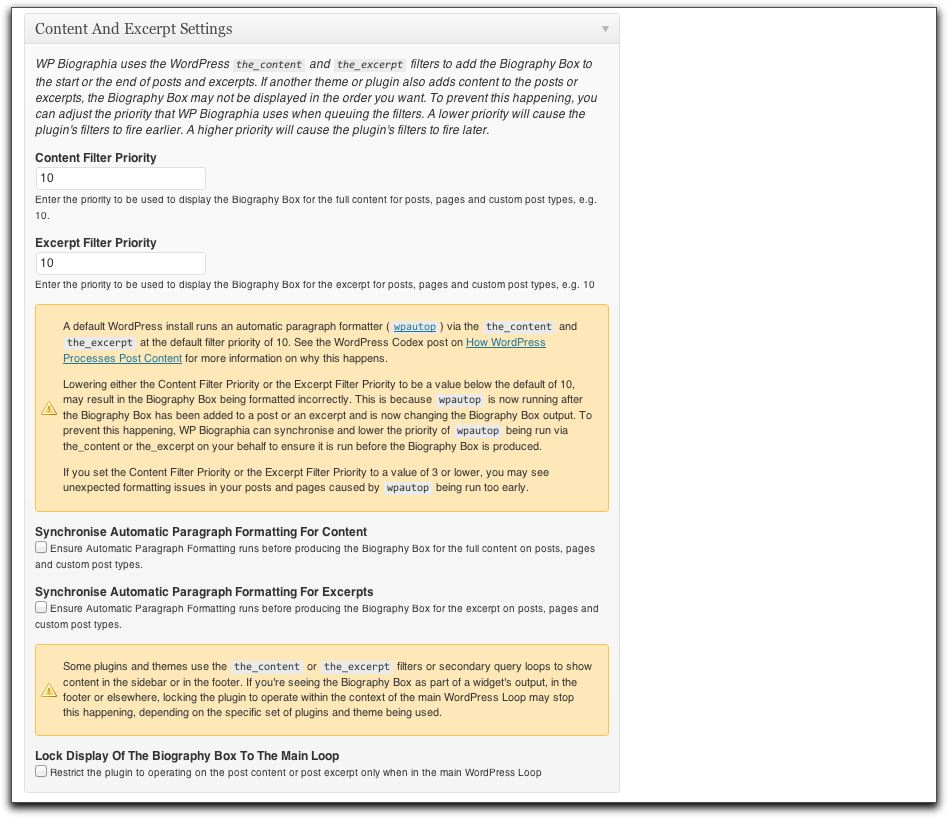 Content And Excerpt Settings
WP Biographia uses the WordPress the_content and the_excerpt filters to add the Biography Box to
the start or the end of posts and excerpts. If another theme or plugin also adds content to the posts or
excerpts, the Biography Box may not be displayed in the order you want. To prevent this happening, you
can adjust the priority that WP Biographia uses when queuing the filters. A lower priority will cause the
plugin's filters to fire earlier. A higher priority will cause the plugin's filters to fire later.
Content Filter Priority
10
Enter the priority to be used to display the Biography Box for the full content for posts, pages and custom post types, e.g.
10.
Excerpt Filter Priority
10
Enter the priority to be used to display the Biography Box for the excerpt for posts, pages and custom post types, e.g. 10
A default WordPress install runs an automatic paragraph formatter ( wpautop ) via the the_content and
the_excerpt at the default filter priority of 10. See the WordPress Codex post on How WordPress
Processes Post Content for more information on why this happens.
Lowering either the Content Filter Priority or the Excerpt Filter Priority to be a value below the default of 10,
may result in the Biography Box being formatted incorrectly. This is because wpautop is now running after
the Biography Box has been added to a post or an excerpt and is now changing the Biography Box output. To
prevent this happening, WP Biographia can synchronise and lower the priority of wpautop being run via
the_content or the_excerpt on your behalf to ensure it is run before the Biography Box is produced.
If you set the Content Filter Priority or the Excerpt Filter Priority to a value of 3 or lower, you may see
unexpected formatting issues in your posts and pages caused by wpautop being run too early.
Synchronise Automatic Paragraph Formatting For Content
Ensure Automatic Paragraph Formatting runs before producing the Biography Box for the full content on posts, pages
and custom post types.
Synchronise Automatic Paragraph Formatting For Excerpts
Ensure Automatic Paragraph Formatting runs before producing the Biography Box for the excerpt on posts, pages and
custom post types.
Some plugins and themes use the the_content or the_excerpt filters or secondary query loops to show
content in the sidebar or in the footer. If you're seeing the Biography Box as part of a widget's output, in the
footer or elsewhere, locking the plugin to operate within the context of the main WordPress Loop may stop
this happening, depending on the specific set of plugins and theme being used.
Lock Display Of The Biography Box To The Main Loop
Restrict the plugin to operating on the post content or post excerpt only when in the main WordPress Loop